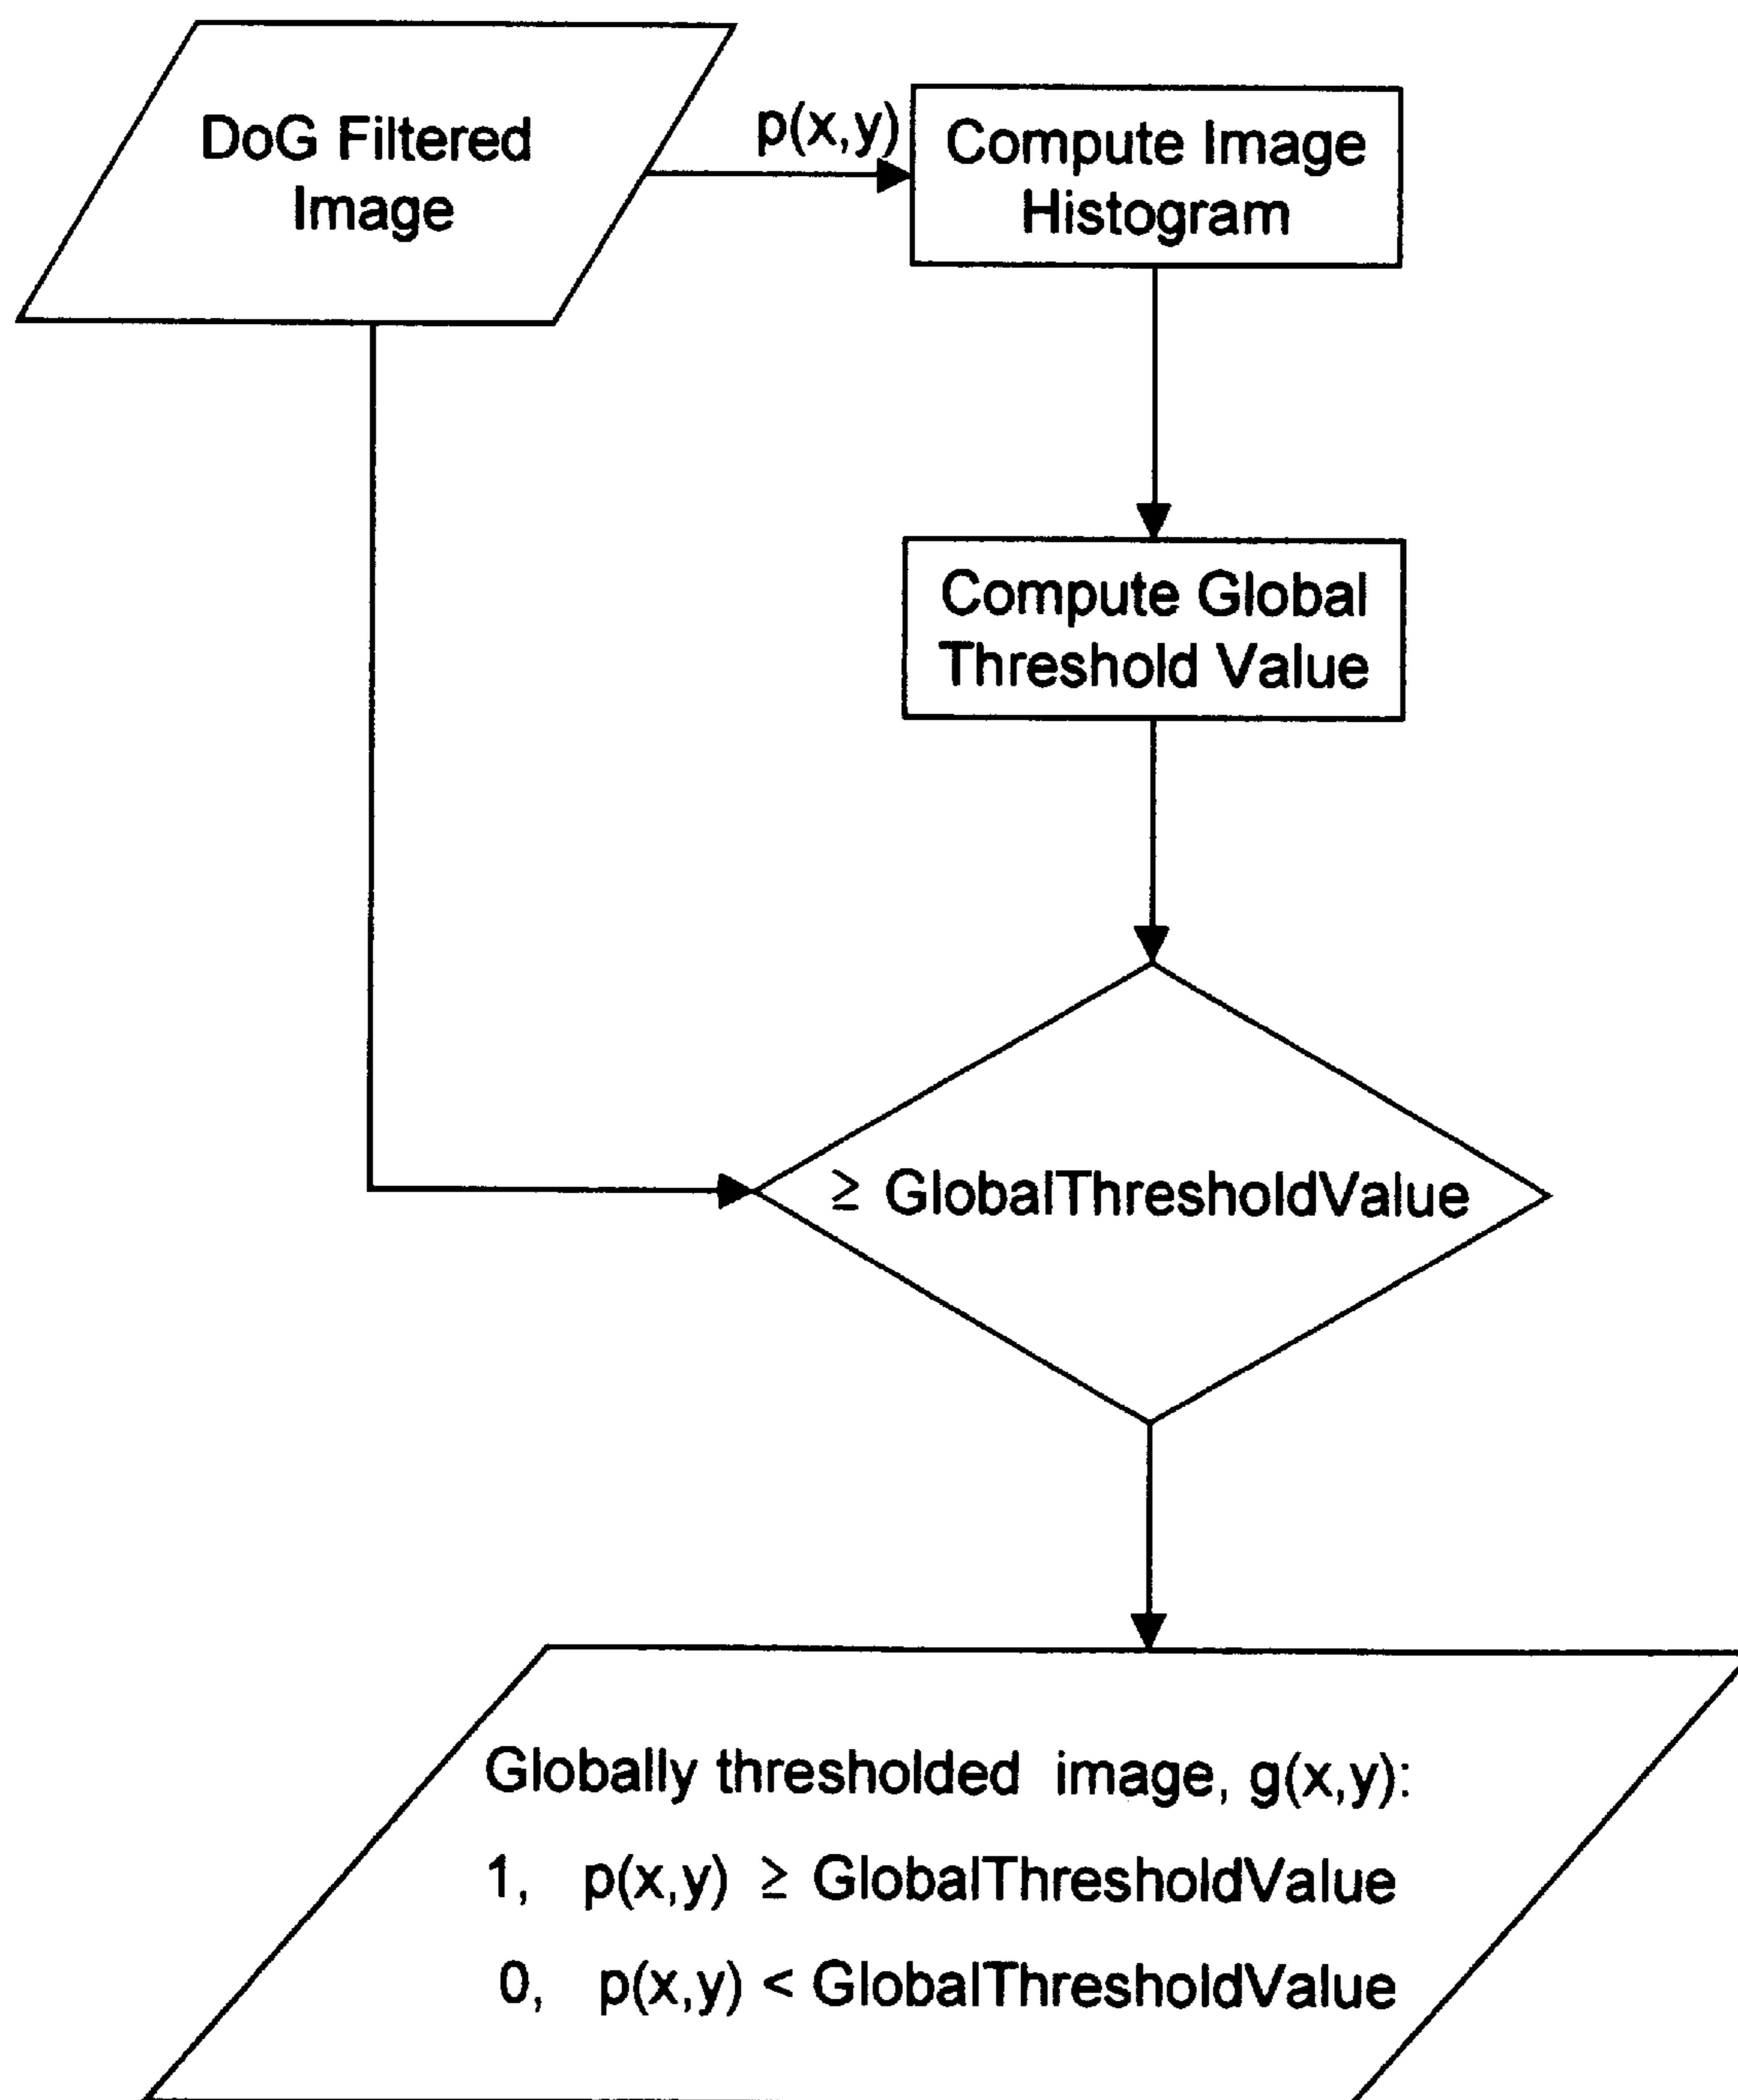 DoG Filtered
Image
p(x,y)
Compute Image
Histogram
Compute Global
Threshold Value
≥ GlobalThresholdValue
Globally thresholded image, g(x,y):
1, p(x,y) ≥ GlobalThresholdValue
0, p(x,y) < GlobalThresholdValue